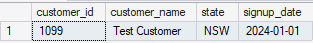 customer_id customer_name state signup_date
1 1099 Test Customer NSW 2024-01-01